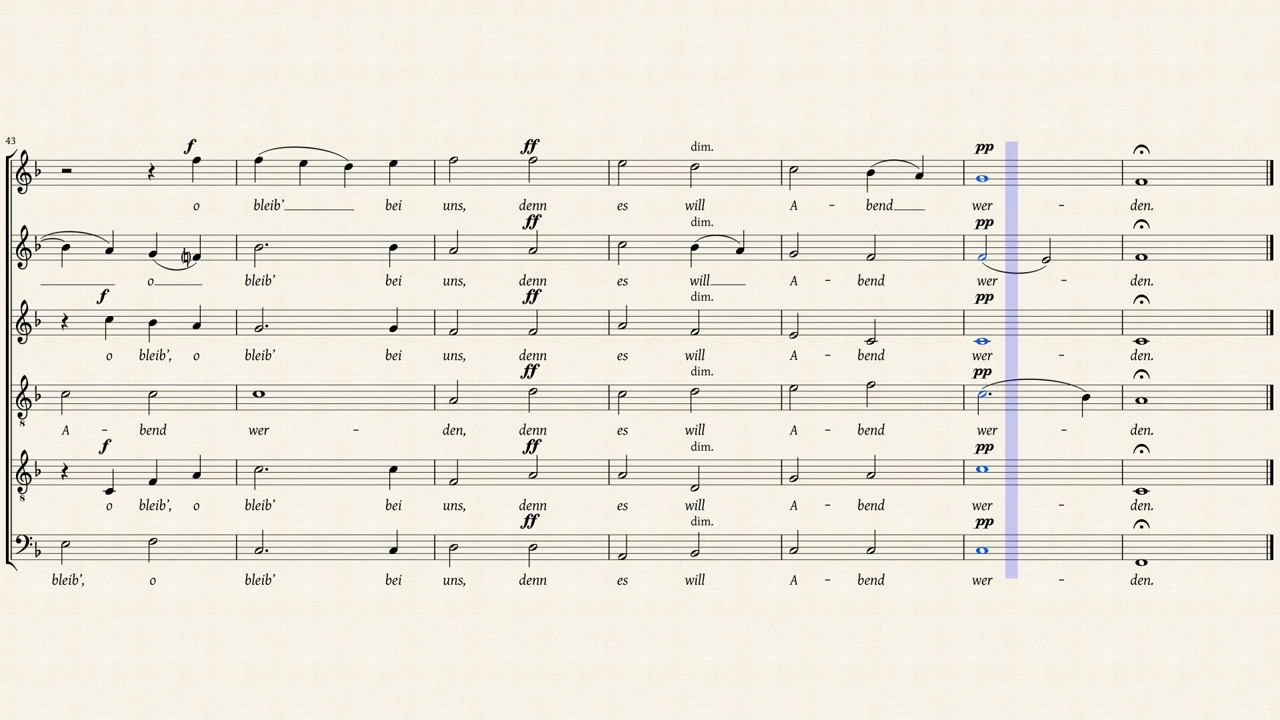 43
f
o bleib’ bei uns, denn es will A - bend wer - den.
ff dim. pp
o bleib’ bei uns, denn es will A - bend wer - den.
ff dim. pp
f
o bleib’, o bleib’ bei uns, denn es will A - bend wer - den.
ff dim. pp
A - bend wer - den, denn es will A - bend wer - den.
ff dim. pp
f
o bleib’, o bleib’ bei uns, denn es will A - bend wer - den.
ff dim. pp
bleib’, o bleib’ bei uns, denn es will A - bend wer - den.